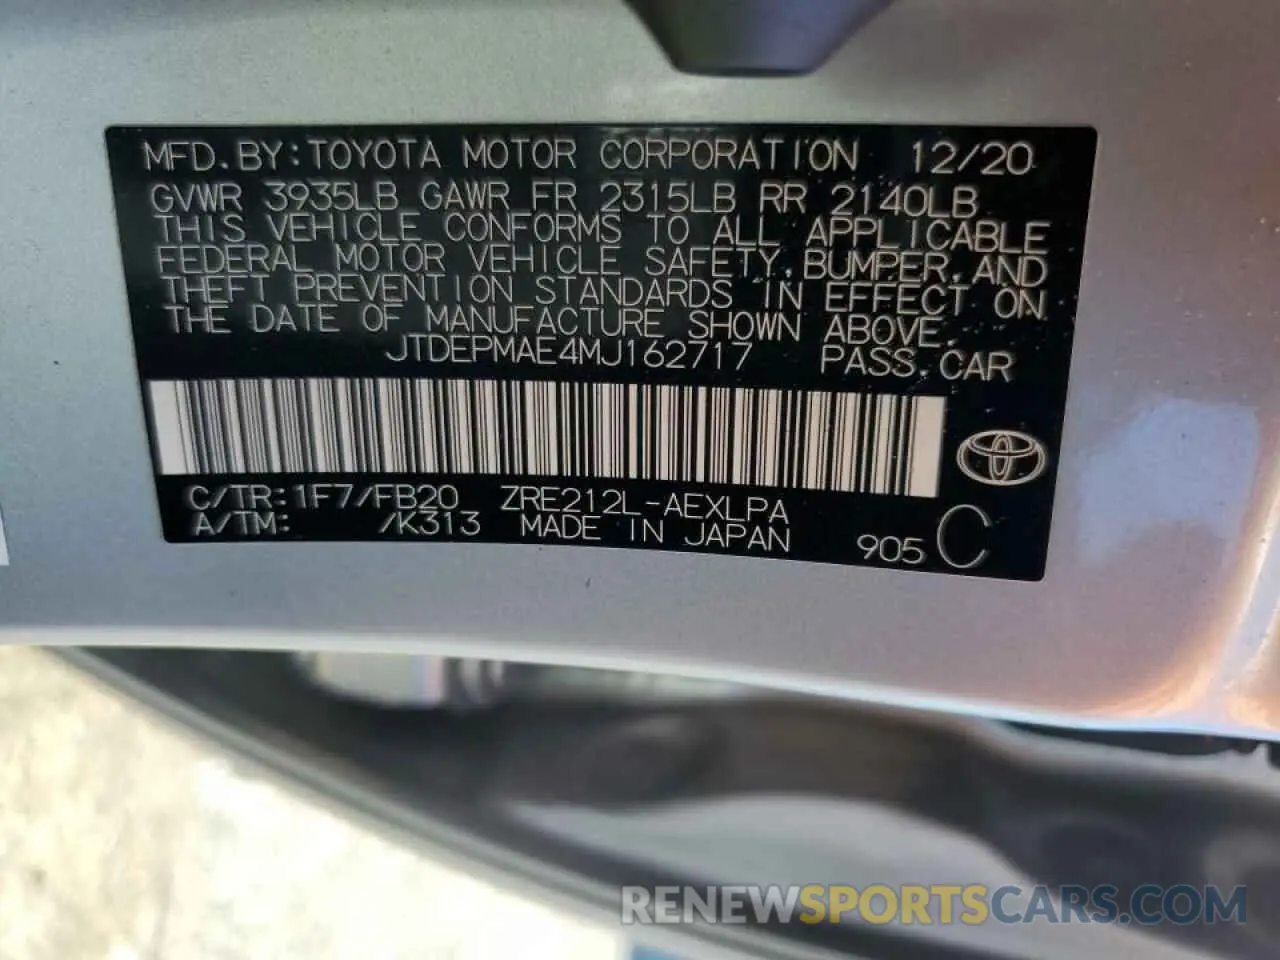 MFD.BY:TOYOTA MOTOR CORPORATION 12/20
GVWR 3935LB GAWR FR 2315LB RR 2140LB
THIS VEHICLE CONFORMS TO ALL APPLICABLE
FEDERAL MOTOR VEHICLE SAFETY, BUMPER, AND
THEFT PREVENTION STANDARDS IN EFFECT ON
THE DATE OF MANUFACTURE SHOWN ABOVE.
JTDEPMAE4MJ162717 PASS.CAR
C/TR:1F7/FB20 ZRE212L-AEXLPA
A/TM: /K313 MADE IN JAPAN 905 C
RENEWSPORTSCARS.COM